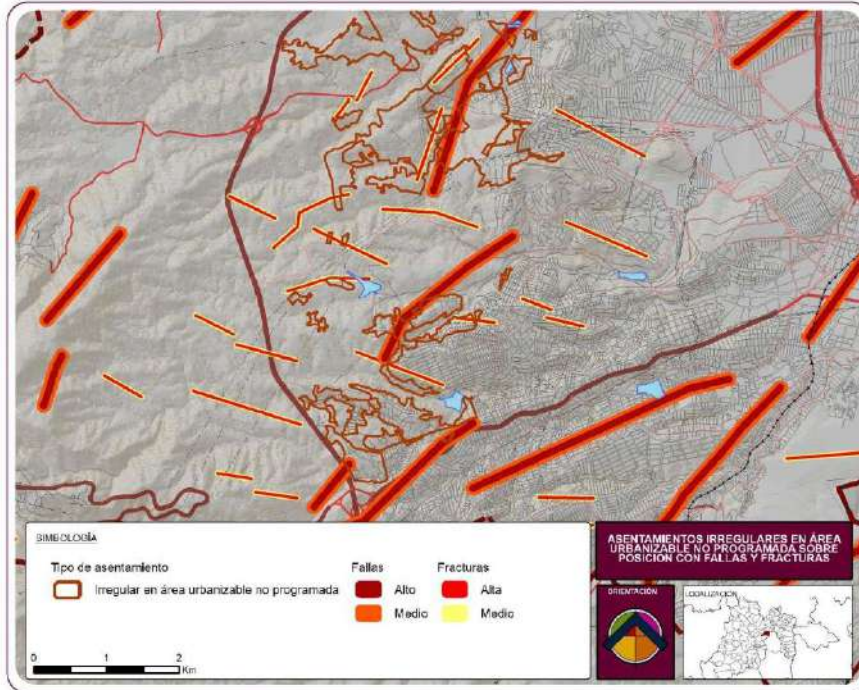 SIMBOLOGÍA
Tipo de asentamiento
Irregular en área urbanizable no programada
Fallas
Alto
Medio
Fracturas
Alta
Medio
0 1 2
Km
ASENTAMIENTOS IRREGULARES EN ÁREA
URBANIZABLE NO PROGRAMADA SOBRE
POSICION CON FALLAS Y FRACTURAS
ORIENTACIÓN
LOCALIZACIÓN